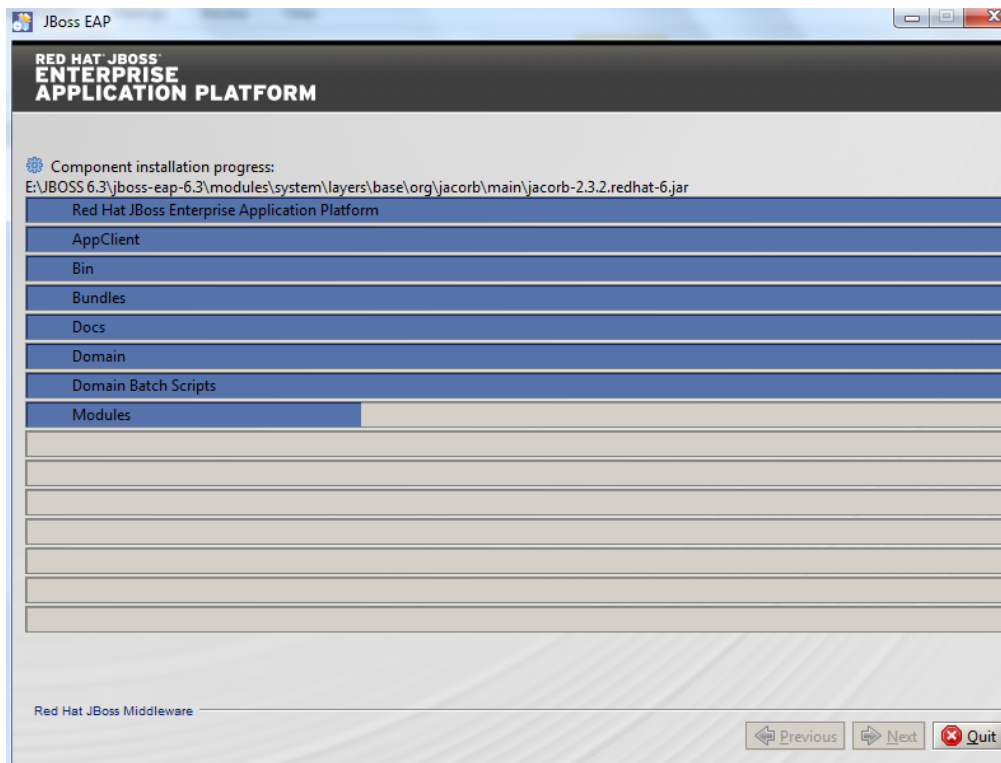 JBoss EAP
RED HAT JBOSS
ENTERPRISE
APPLICATION PLATFORM
Component installation progress:
E:\JBOSS 6.3\jboss-eap-6.3\modules\system\layers\base\org\jacorb\main\jacorb-2.3.2.redhat-6.jar
Red Hat JBoss Enterprise Application Platform
AppClient
Bin
Bundles
Docs
Domain
Domain Batch Scripts
Modules
Red Hat JBoss Middleware
Previous Next Quit